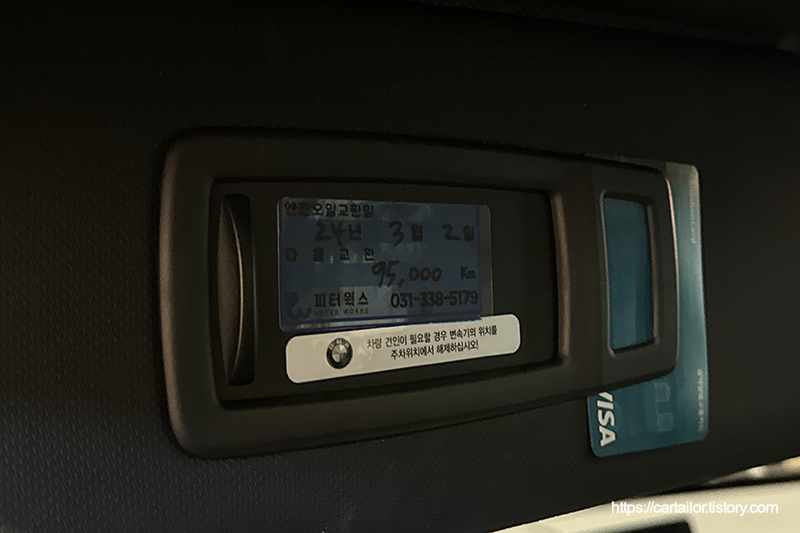 엔진오일교환일
24년 3월 2일
다음교환
95,000 Km
피터웍스 031-338-5179
PETER WORKS
차량 견인이 필요할 경우 변속기의 위치를
주차위치에서 해제하십시오!
VISA
https://cartailor.tistory.com